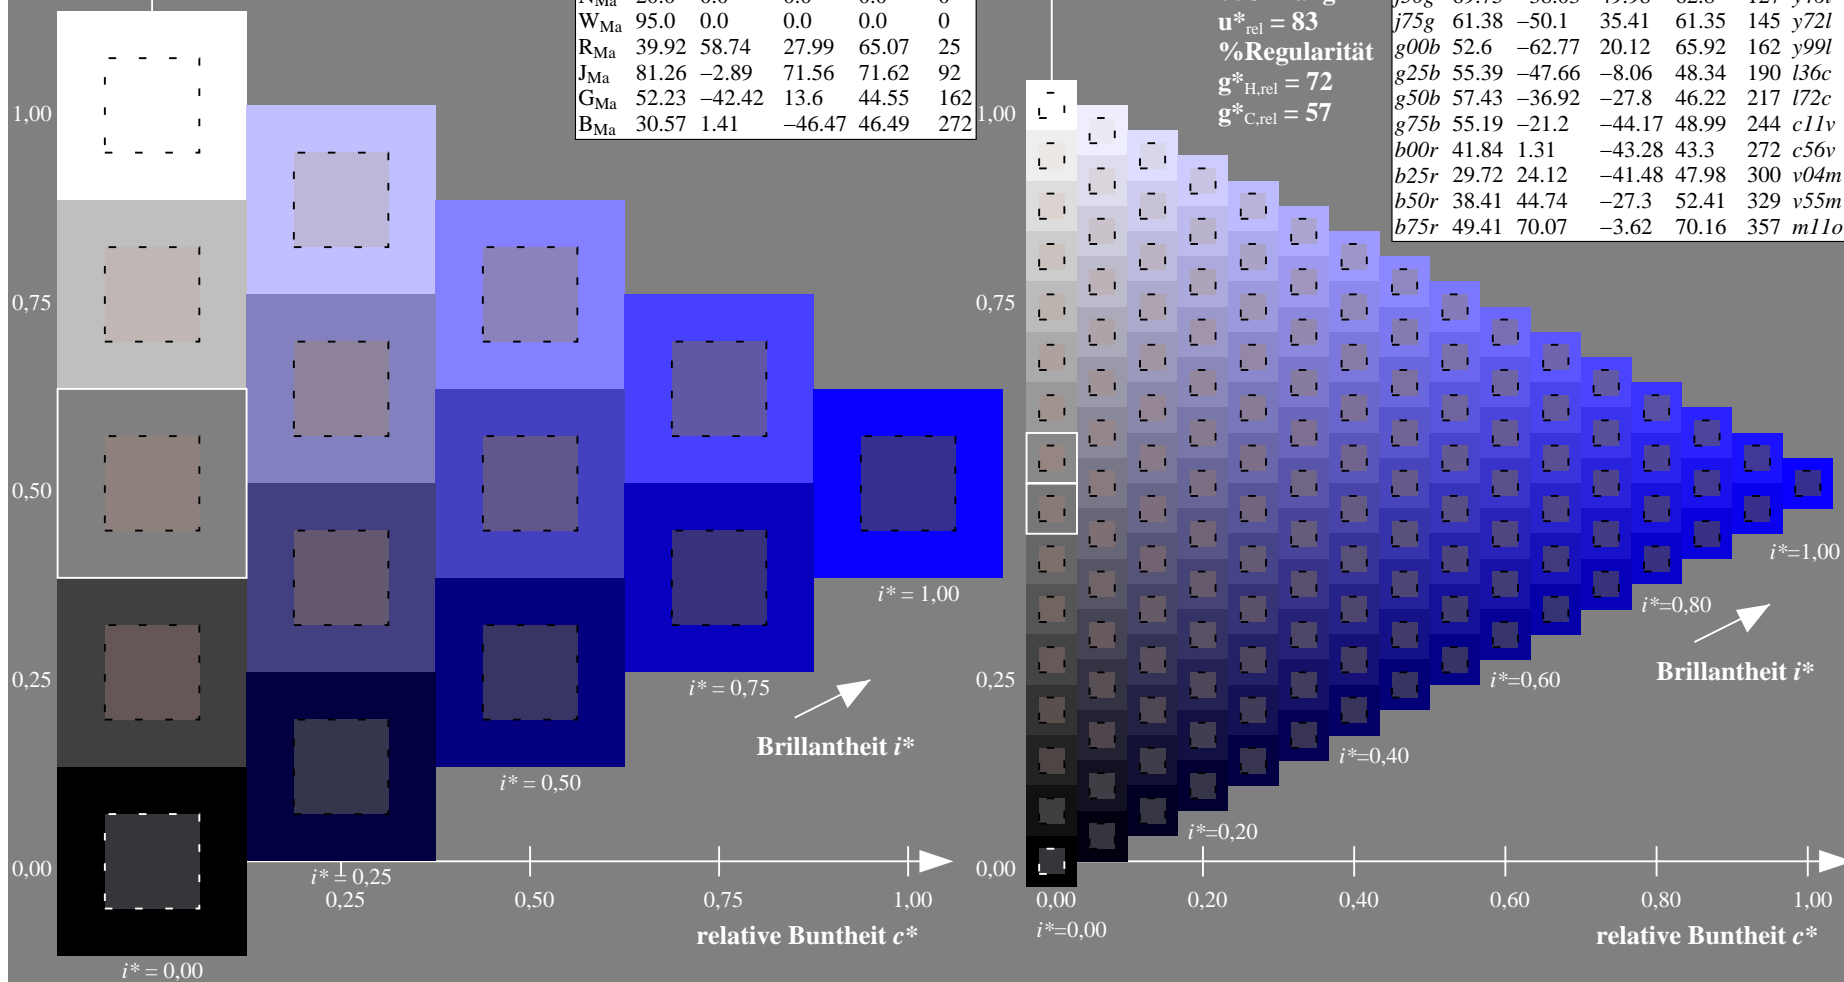 W_Ma 95.0 0.0 0.0 0.0 0
R_Ma 39.92 58.74 27.99 65.07 25
J_Ma 81.26 −2.89 71.56 71.62 92
G_Ma 52.23 −42.42 13.6 44.55 162
B_Ma 30.57 1.41 −46.47 46.49 272
u*_rel = 83
%Regularität
g*_H,rel = 72
g*_C,rel = 57
j75g 61.38 −50.1 35.41 61.35 145 y72l
g00b 52.6 −62.77 20.12 65.92 162 y99l
g25b 55.39 −47.66 −8.06 48.34 190 l36c
g50b 57.43 −36.92 −27.8 46.22 217 l72c
g75b 55.19 −21.2 −44.17 48.99 244 c11v
b00r 41.84 1.31 −43.28 43.3 272 c56v
b25r 29.72 24.12 −41.48 47.98 300 v04m
b50r 38.41 44.74 −27.3 52.41 329 v55m
b75r 49.41 70.07 −3.62 70.16 357 m11o
1,00
0,75
0,50
0,25
0,00
i* = 1,00
i* = 0,75
Brillantheit i*
i* = 0,50
i* = 0,25
0,25 0,50 0,75 1,00
relative Buntheit c*
i* = 0,00
1,00
0,75
0,50
0,25
0,00
i*=1,00
i*=0,80
Brillantheit i*
i*=0,60
i*=0,40
i*=0,20
0,00 0,20 0,40 0,60 0,80 1,00
i*=0,00
relative Buntheit c*